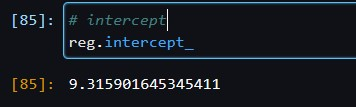 [85]: # intercept
reg.intercept_
[85]: 9.315901645345411